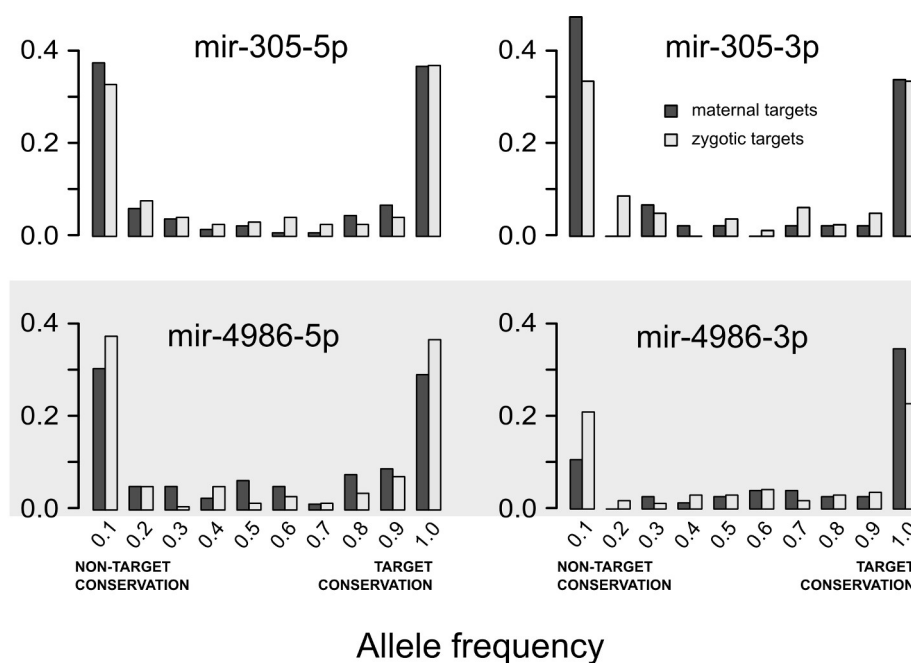 mir-305-5p
0.4
0.2
0.0
mir-305-3p
0.4
0.2
0.0
maternal targets
zygotic targets
mir-4986-5p
0.4
0.2
0.0
0.1 0.2 0.3 0.4 0.5 0.6 0.7 0.8 0.9 1.0
NON-TARGET
CONSERVATION
TARGET
CONSERVATION
mir-4986-3p
0.4
0.2
0.0
0.1 0.2 0.3 0.4 0.5 0.6 0.7 0.8 0.9 1.0
NON-TARGET
CONSERVATION
TARGET
CONSERVATION
Allele frequency